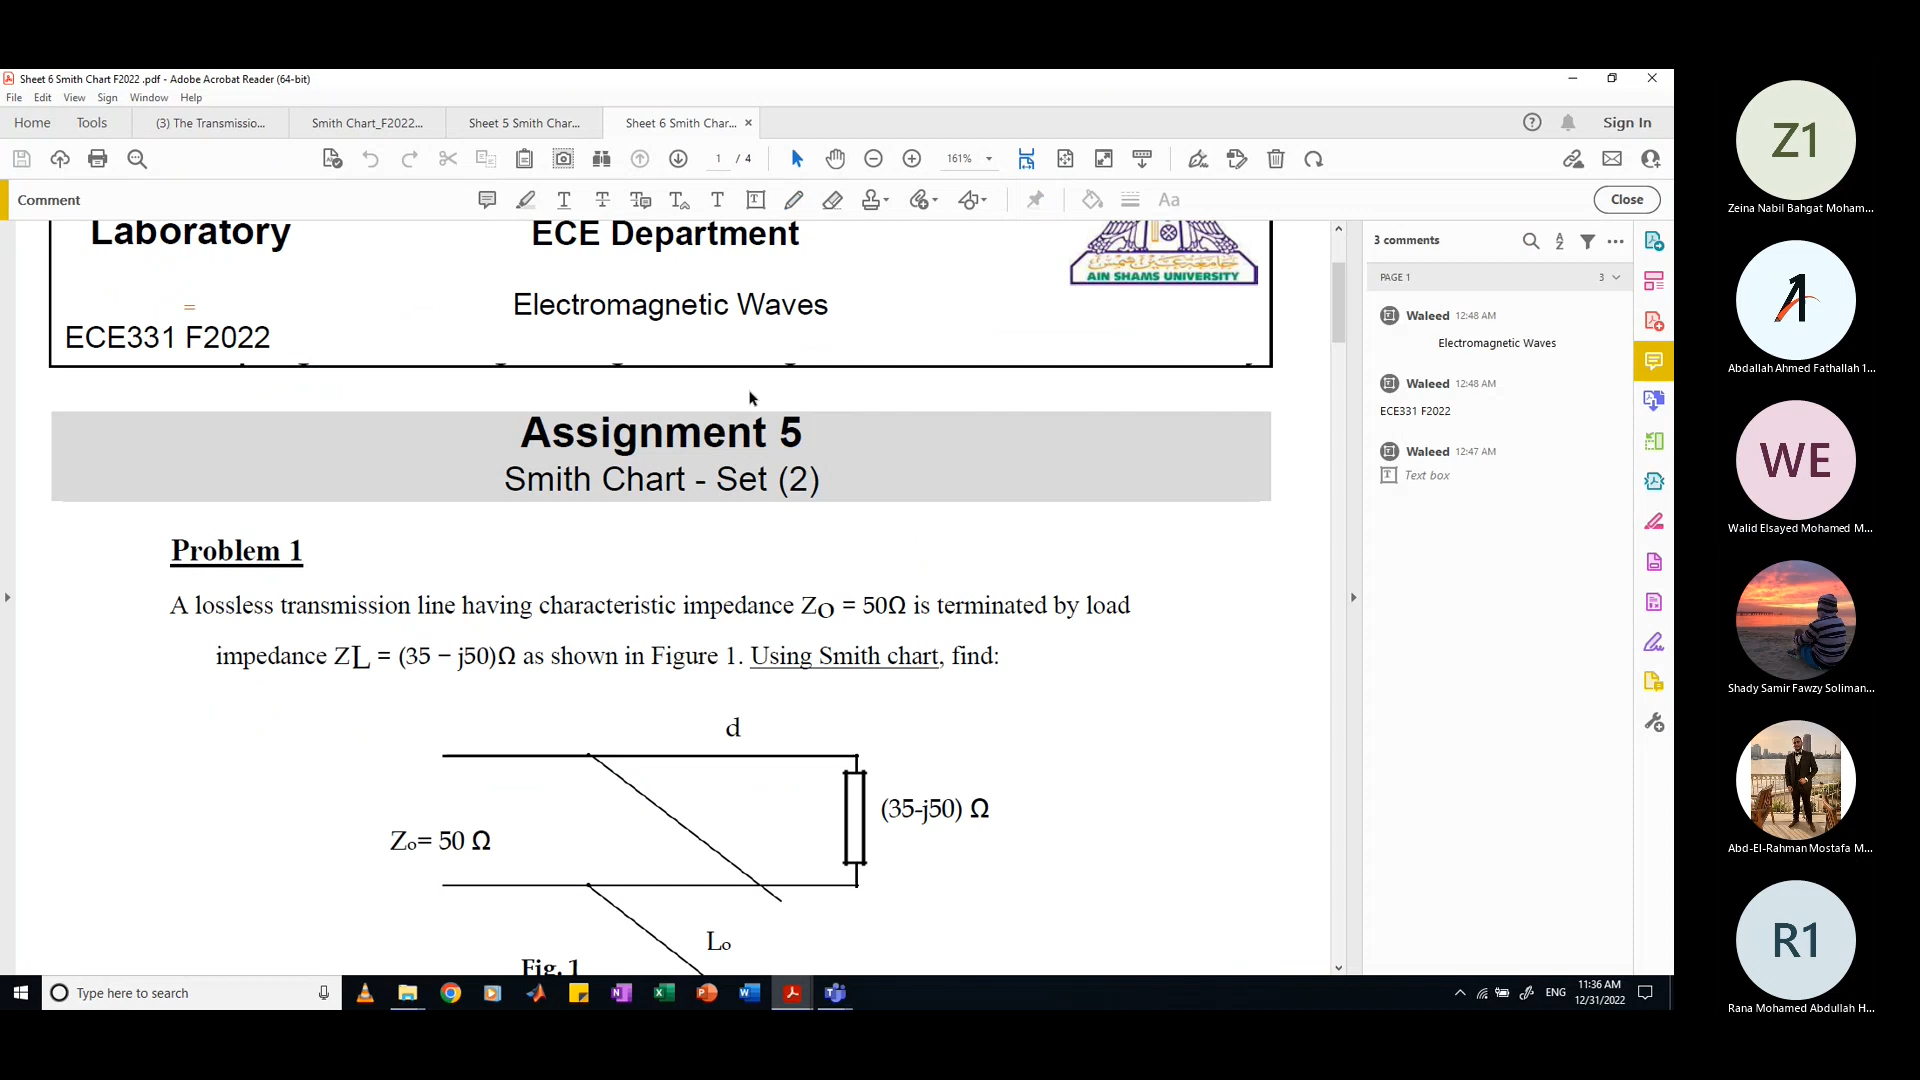 Sheet 6 Smith Chart F2022 .pdf - Adobe Acrobat Reader (64-bit)
File Edit View Sign Window Help
Home Tools (3) The Transmissio... Smith Chart_F2022... Sheet 5 Smith Char... Sheet 6 Smith Char... × Sign In
1 / 4 161%
Comment Close
Laboratory
ECE Department
جامعة عين شمس
AIN SHAMS UNIVERSITY
Electromagnetic Waves
=
ECE331 F2022
Assignment 5
Smith Chart - Set (2)
Problem 1
A lossless transmission line having characteristic impedance ZO = 50Ω is terminated by load
impedance ZL = (35 − j50)Ω as shown in Figure 1. Using Smith chart, find:
d
(35-j50) Ω
Zo= 50 Ω
Lo
Fig. 1
3 comments
PAGE 1 3
Waleed 12:48 AM
Electromagnetic Waves
Waleed 12:48 AM
ECE331 F2022
Waleed 12:47 AM
Text box
Z1
Zeina Nabil Bahgat Moham...
Abdallah Ahmed Fathallah 1...
WE
Walid Elsayed Mohamed M...
Shady Samir Fawzy Soliman...
Abd-El-Rahman Mostafa M...
R1
Rana Mohamed Abdullah H...
Type here to search
ENG
11:36 AM
12/31/2022